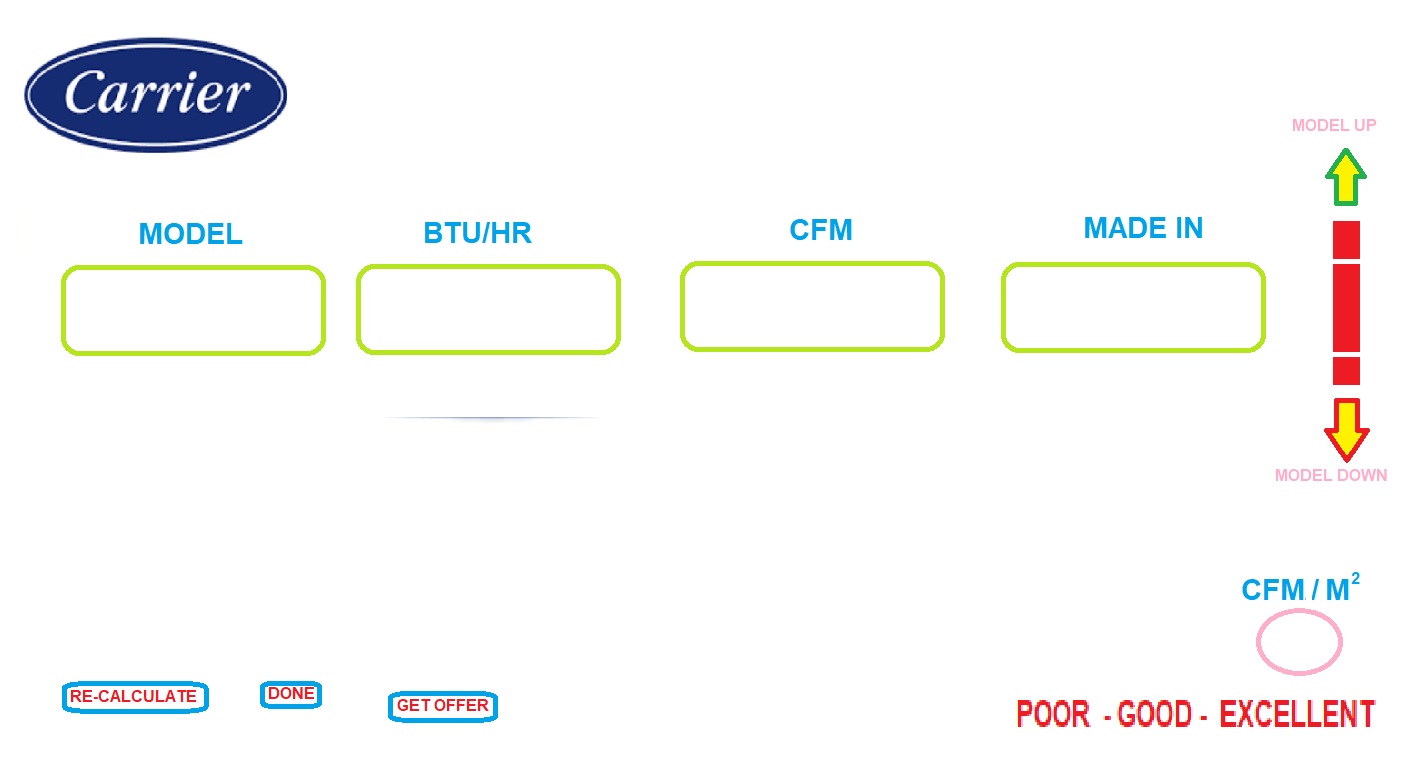 Carrier
MODEL UP
MODEL
BTU/HR
CFM
MADE IN
MODEL DOWN
CFM / M²
RE-CALCULATE
DONE
GET OFFER
POOR - GOOD - EXCELLENT